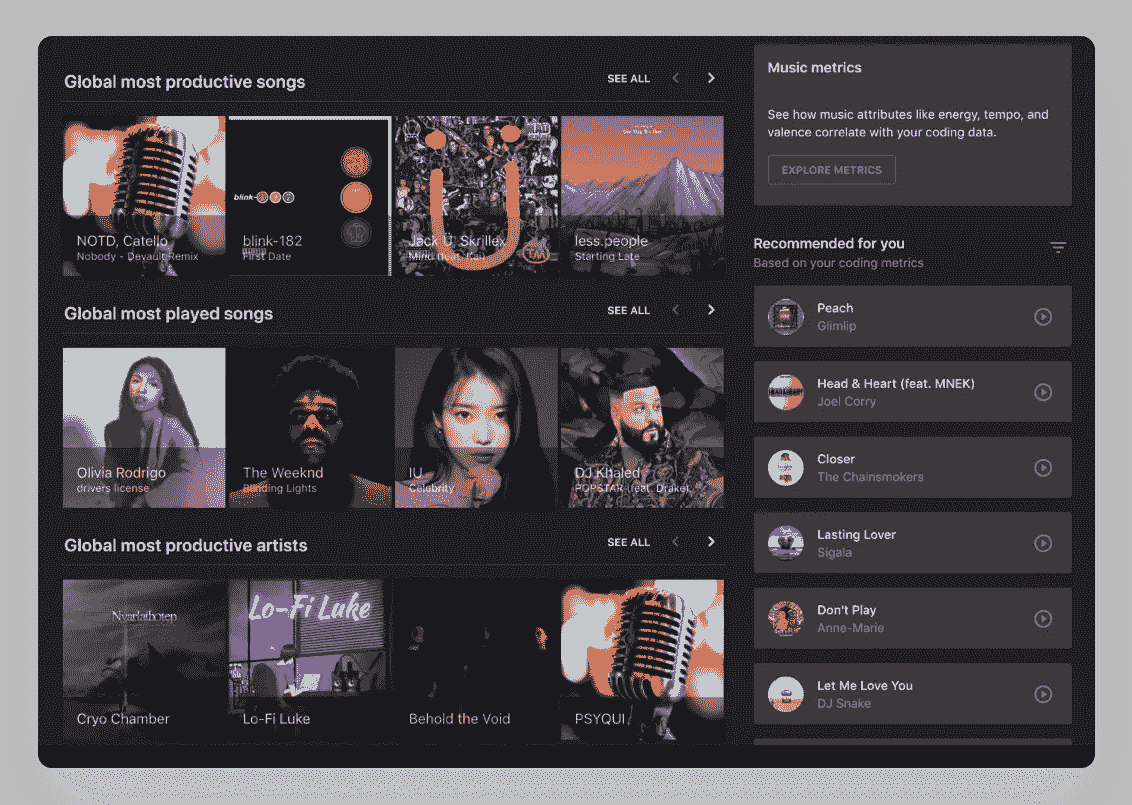 Global most productive songs
SEE ALL
NOTD, Catello
Nobody - Devault Remix
blink-182
blink-182
First Date
Jack Ü, Skrillex
Mind (feat. Kai)
less.people
Starting Late
Global most played songs
SEE ALL
Olivia Rodrigo
drivers license
The Weeknd
Blinding Lights
IU
Celebrity
DJ Khaled
POPSTAR (feat. Drake)
Global most productive artists
SEE ALL
Nyarlathotep
Cryo Chamber
Lo-Fi Luke
Lo-Fi Luke
Behold the Void
PSYQUI
Music metrics
See how music attributes like energy, tempo, and
valence correlate with your coding data.
EXPLORE METRICS
Recommended for you
Based on your coding metrics
Peach
Glimlip
Head & Heart (feat. MNEK)
Joel Corry
Closer
The Chainsmokers
Lasting Lover
Sigala
Don't Play
Anne-Marie
Let Me Love You
DJ Snake